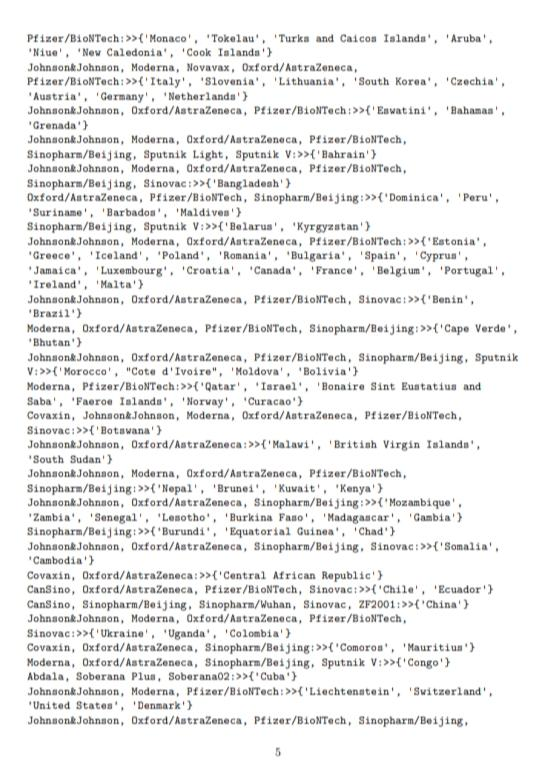 Pfizer/BioNTech:>>{'Monaco', 'Tokelau', 'Turks and Caicos Islands', 'Aruba',
'Niue', 'New Caledonia', 'Cook Islands'}
Johnson&Johnson, Moderna, Novavax, Oxford/AstraZeneca,
Pfizer/BioNTech:>>{'Italy', 'Slovenia', 'Lithuania', 'South Korea', 'Czechia',
'Austria', 'Germany', 'Netherlands'}
Johnson&Johnson, Oxford/AstraZeneca, Pfizer/BioNTech:>>{'Eswatini', 'Bahamas',
'Grenada'}
Johnson&Johnson, Moderna, Oxford/AstraZeneca, Pfizer/BioNTech,
Sinopharm/Beijing, Sputnik Light, Sputnik V:>>{'Bahrain'}
Johnson&Johnson, Moderna, Oxford/AstraZeneca, Pfizer/BioNTech,
Sinopharm/Beijing, Sinovac:>>{'Bangladesh'}
Oxford/AstraZeneca, Pfizer/BioNTech, Sinopharm/Beijing:>>{'Dominica', 'Peru',
'Suriname', 'Barbados', 'Maldives'}
Sinopharm/Beijing, Sputnik V:>>{'Belarus', 'Kyrgyzstan'}
Johnson&Johnson, Moderna, Oxford/AstraZeneca, Pfizer/BioNTech:>>{'Estonia',
'Greece', 'Iceland', 'Poland', 'Romania', 'Bulgaria', 'Spain', 'Cyprus',
'Jamaica', 'Luxembourg', 'Croatia', 'Canada', 'France', 'Belgium', 'Portugal',
'Ireland', 'Malta'}
Johnson&Johnson, Oxford/AstraZeneca, Pfizer/BioNTech, Sinovac:>>{'Benin',
'Brazil'}
Moderna, Oxford/AstraZeneca, Pfizer/BioNTech, Sinopharm/Beijing:>>{'Cape Verde',
'Bhutan'}
Johnson&Johnson, Oxford/AstraZeneca, Pfizer/BioNTech, Sinopharm/Beijing, Sputnik
V:>>{'Morocco', "Cote d'Ivoire", 'Moldova', 'Bolivia'}
Moderna, Pfizer/BioNTech:>>{'Qatar', 'Israel', 'Bonaire Sint Eustatius and
Saba', 'Faeroe Islands', 'Norway', 'Curacao'}
Covaxin, Johnson&Johnson, Moderna, Oxford/AstraZeneca, Pfizer/BioNTech,
Sinovac:>>{'Botswana'}
Johnson&Johnson, Oxford/AstraZeneca:>>{'Malawi', 'British Virgin Islands',
'South Sudan'}
Johnson&Johnson, Moderna, Oxford/AstraZeneca, Pfizer/BioNTech,
Sinopharm/Beijing:>>{'Nepal', 'Brunei', 'Kuwait', 'Kenya'}
Johnson&Johnson, Oxford/AstraZeneca, Sinopharm/Beijing:>>{'Mozambique',
'Zambia', 'Senegal', 'Lesotho', 'Burkina Faso', 'Madagascar', 'Gambia'}
Sinopharm/Beijing:>>{'Burundi', 'Equatorial Guinea', 'Chad'}
Johnson&Johnson, Oxford/AstraZeneca, Sinopharm/Beijing, Sinovac:>>{'Somalia',
'Cambodia'}
Covaxin, Oxford/AstraZeneca:>>{'Central African Republic'}
CanSino, Oxford/AstraZeneca, Pfizer/BioNTech, Sinovac:>>{'Chile', 'Ecuador'}
CanSino, Sinopharm/Beijing, Sinopharm/Wuhan, Sinovac, ZF2001:>>{'China'}
Johnson&Johnson, Moderna, Oxford/AstraZeneca, Pfizer/BioNTech,
Sinovac:>>{'Ukraine', 'Uganda', 'Colombia'}
Covaxin, Oxford/AstraZeneca, Sinopharm/Beijing:>>{'Comoros', 'Mauritius'}
Moderna, Oxford/AstraZeneca, Sinopharm/Beijing, Sputnik V:>>{'Congo'}
Abdala, Soberana Plus, Soberana02:>>{'Cuba'}
Johnson&Johnson, Moderna, Pfizer/BioNTech:>>{'Liechtenstein', 'Switzerland',
'United States', 'Denmark'}
Johnson&Johnson, Oxford/AstraZeneca, Pfizer/BioNTech, Sinopharm/Beijing,
5